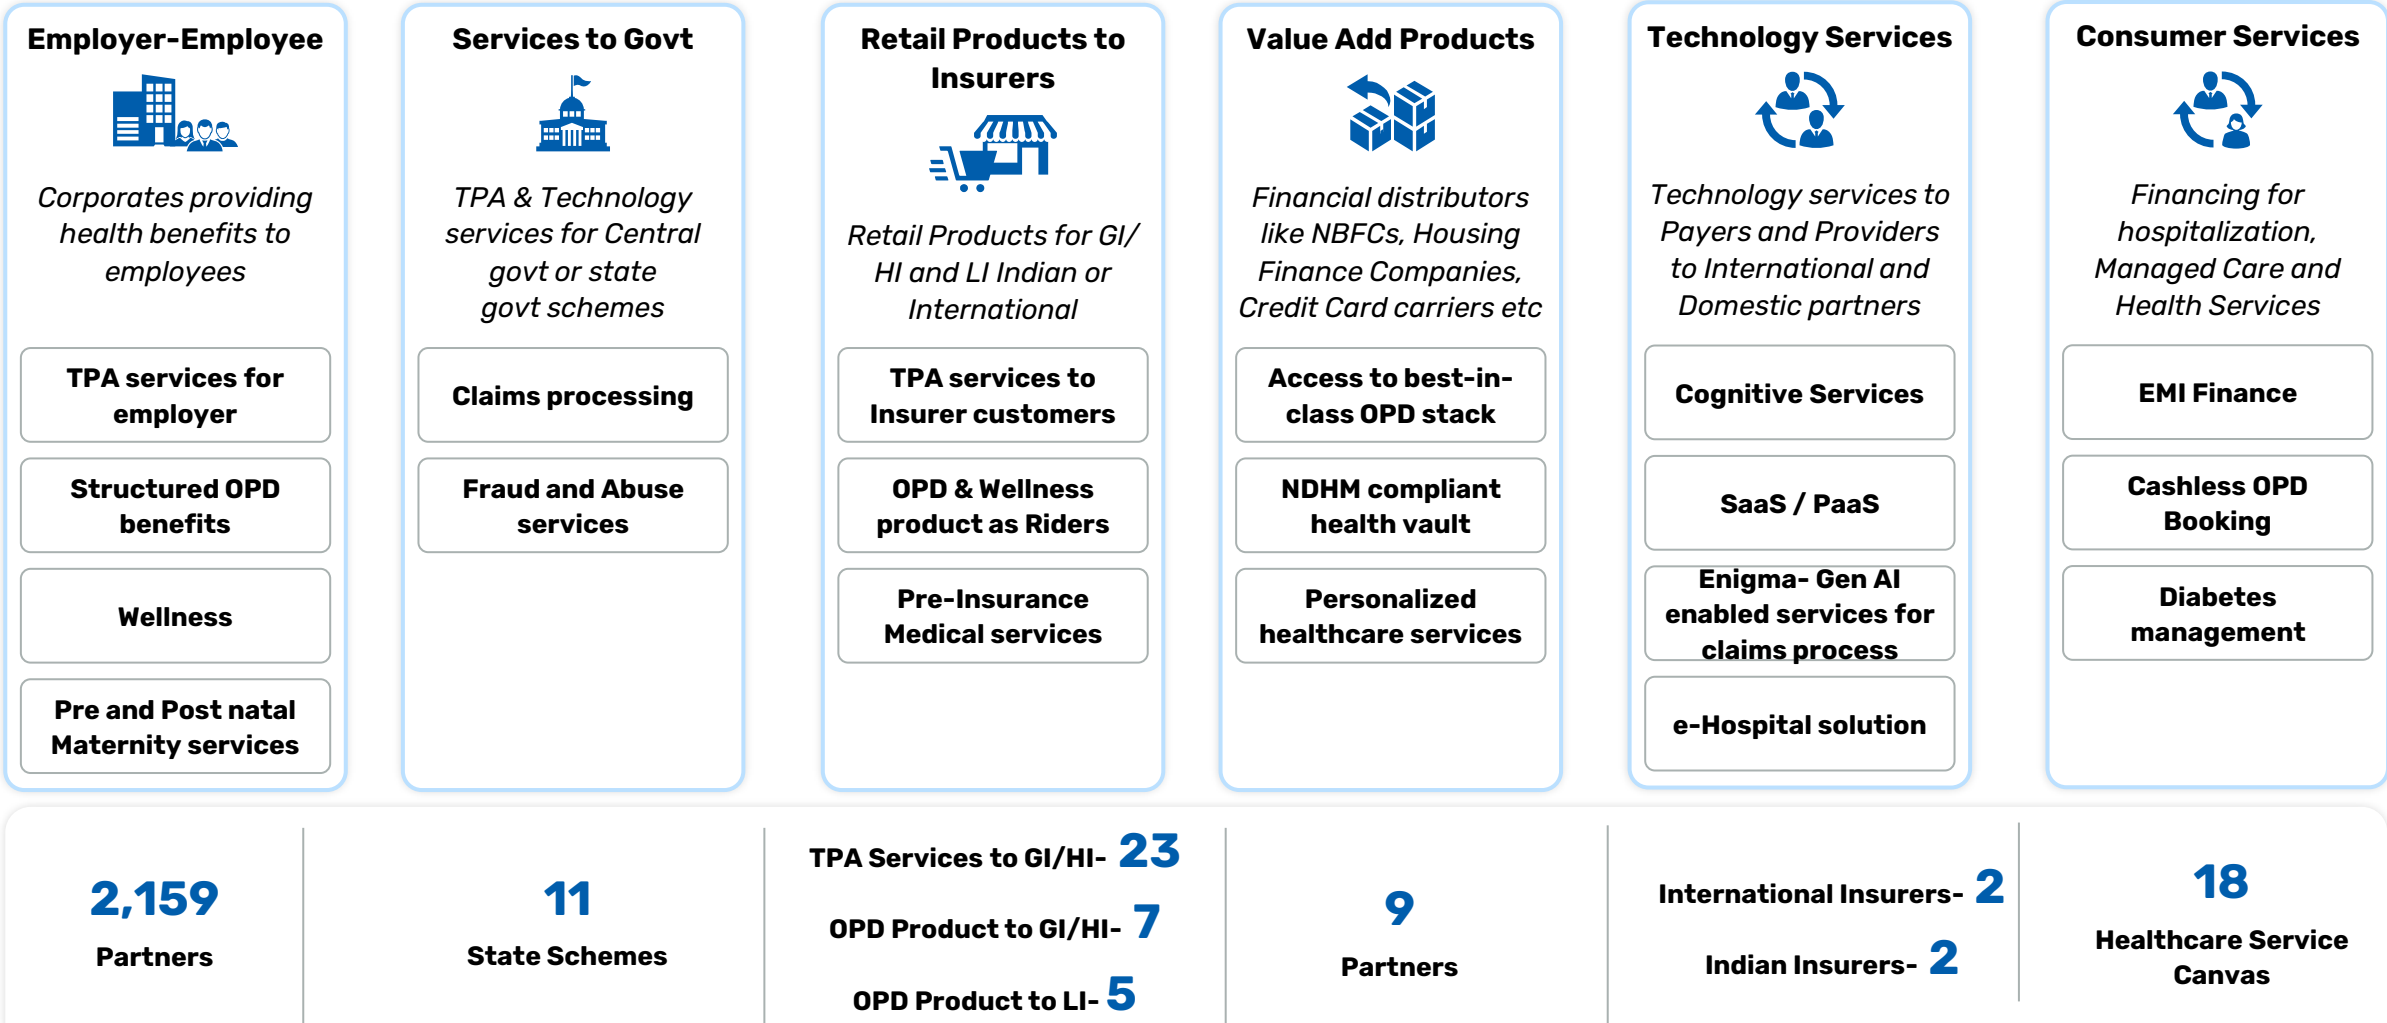 Employer-Employee
Corporates providing
health benefits to
employees
TPA services for
employer
Structured OPD
benefits
Wellness
Pre and Post natal
Maternity services
Services to Govt
TPA & Technology
services for Central
govt or state
govt schemes
Claims processing
Fraud and Abuse
services
Retail Products to
Insurers
Retail Products for GI/
HI and LI Indian or
International
TPA services to
Insurer customers
OPD & Wellness
product as Riders
Pre-Insurance
Medical services
Value Add Products
Financial distributors
like NBFCs, Housing
Finance Companies,
Credit Card carriers etc
Access to best-in-
class OPD stack
NDHM compliant
health vault
Personalized
healthcare services
Technology Services
Technology services to
Payers and Providers
to International and
Domestic partners
Cognitive Services
SaaS / PaaS
Enigma- Gen AI
enabled services for
claims process
e-Hospital solution
Consumer Services
Financing for
hospitalization,
Managed Care and
Health Services
EMI Finance
Cashless OPD
Booking
Diabetes
management
2,159
Partners
11
State Schemes
TPA Services to GI/HI- 23
OPD Product to GI/HI- 7
OPD Product to LI- 5
9
Partners
International Insurers- 2
Indian Insurers- 2
18
Healthcare Service
Canvas